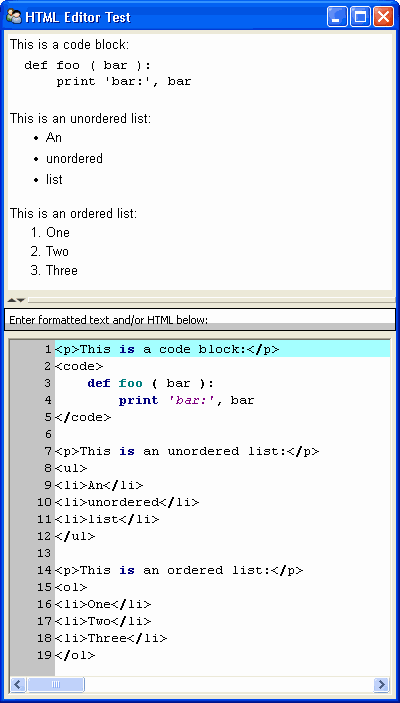 HTML Editor Test
This is a code block:
def foo ( bar ):
    print 'bar:', bar
This is an unordered list:
• An
• unordered
• list
This is an ordered list:
1. One
2. Two
3. Three
Enter formatted text and/or HTML below:
1 <p>This is a code block:</p>
2 <code>
3     def foo ( bar ):
4         print 'bar:', bar
5 </code>
6
7 <p>This is an unordered list:</p>
8 <ul>
9 <li>An</li>
10 <li>unordered</li>
11 <li>list</li>
12 </ul>
13
14 <p>This is an ordered list:</p>
15 <ol>
16 <li>One</li>
17 <li>Two</li>
18 <li>Three</li>
19 </ol>